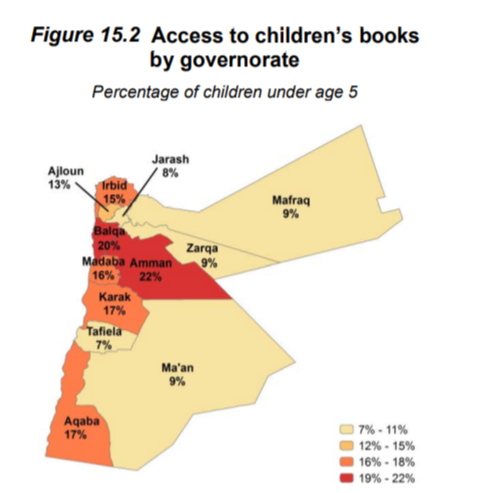 Figure 15.2 Access to children's books
by governorate
Percentage of children under age 5
Jarash
8%
Ajloun
13%
Irbid
15%
Mafraq
9%
Balqa
20%
Zarqa
9%
Madaba
16%
Amman
22%
Karak
17%
Tafiela
7%
Ma'an
9%
Aqaba
17%
7% - 11%
12% - 15%
16% - 18%
19% - 22%